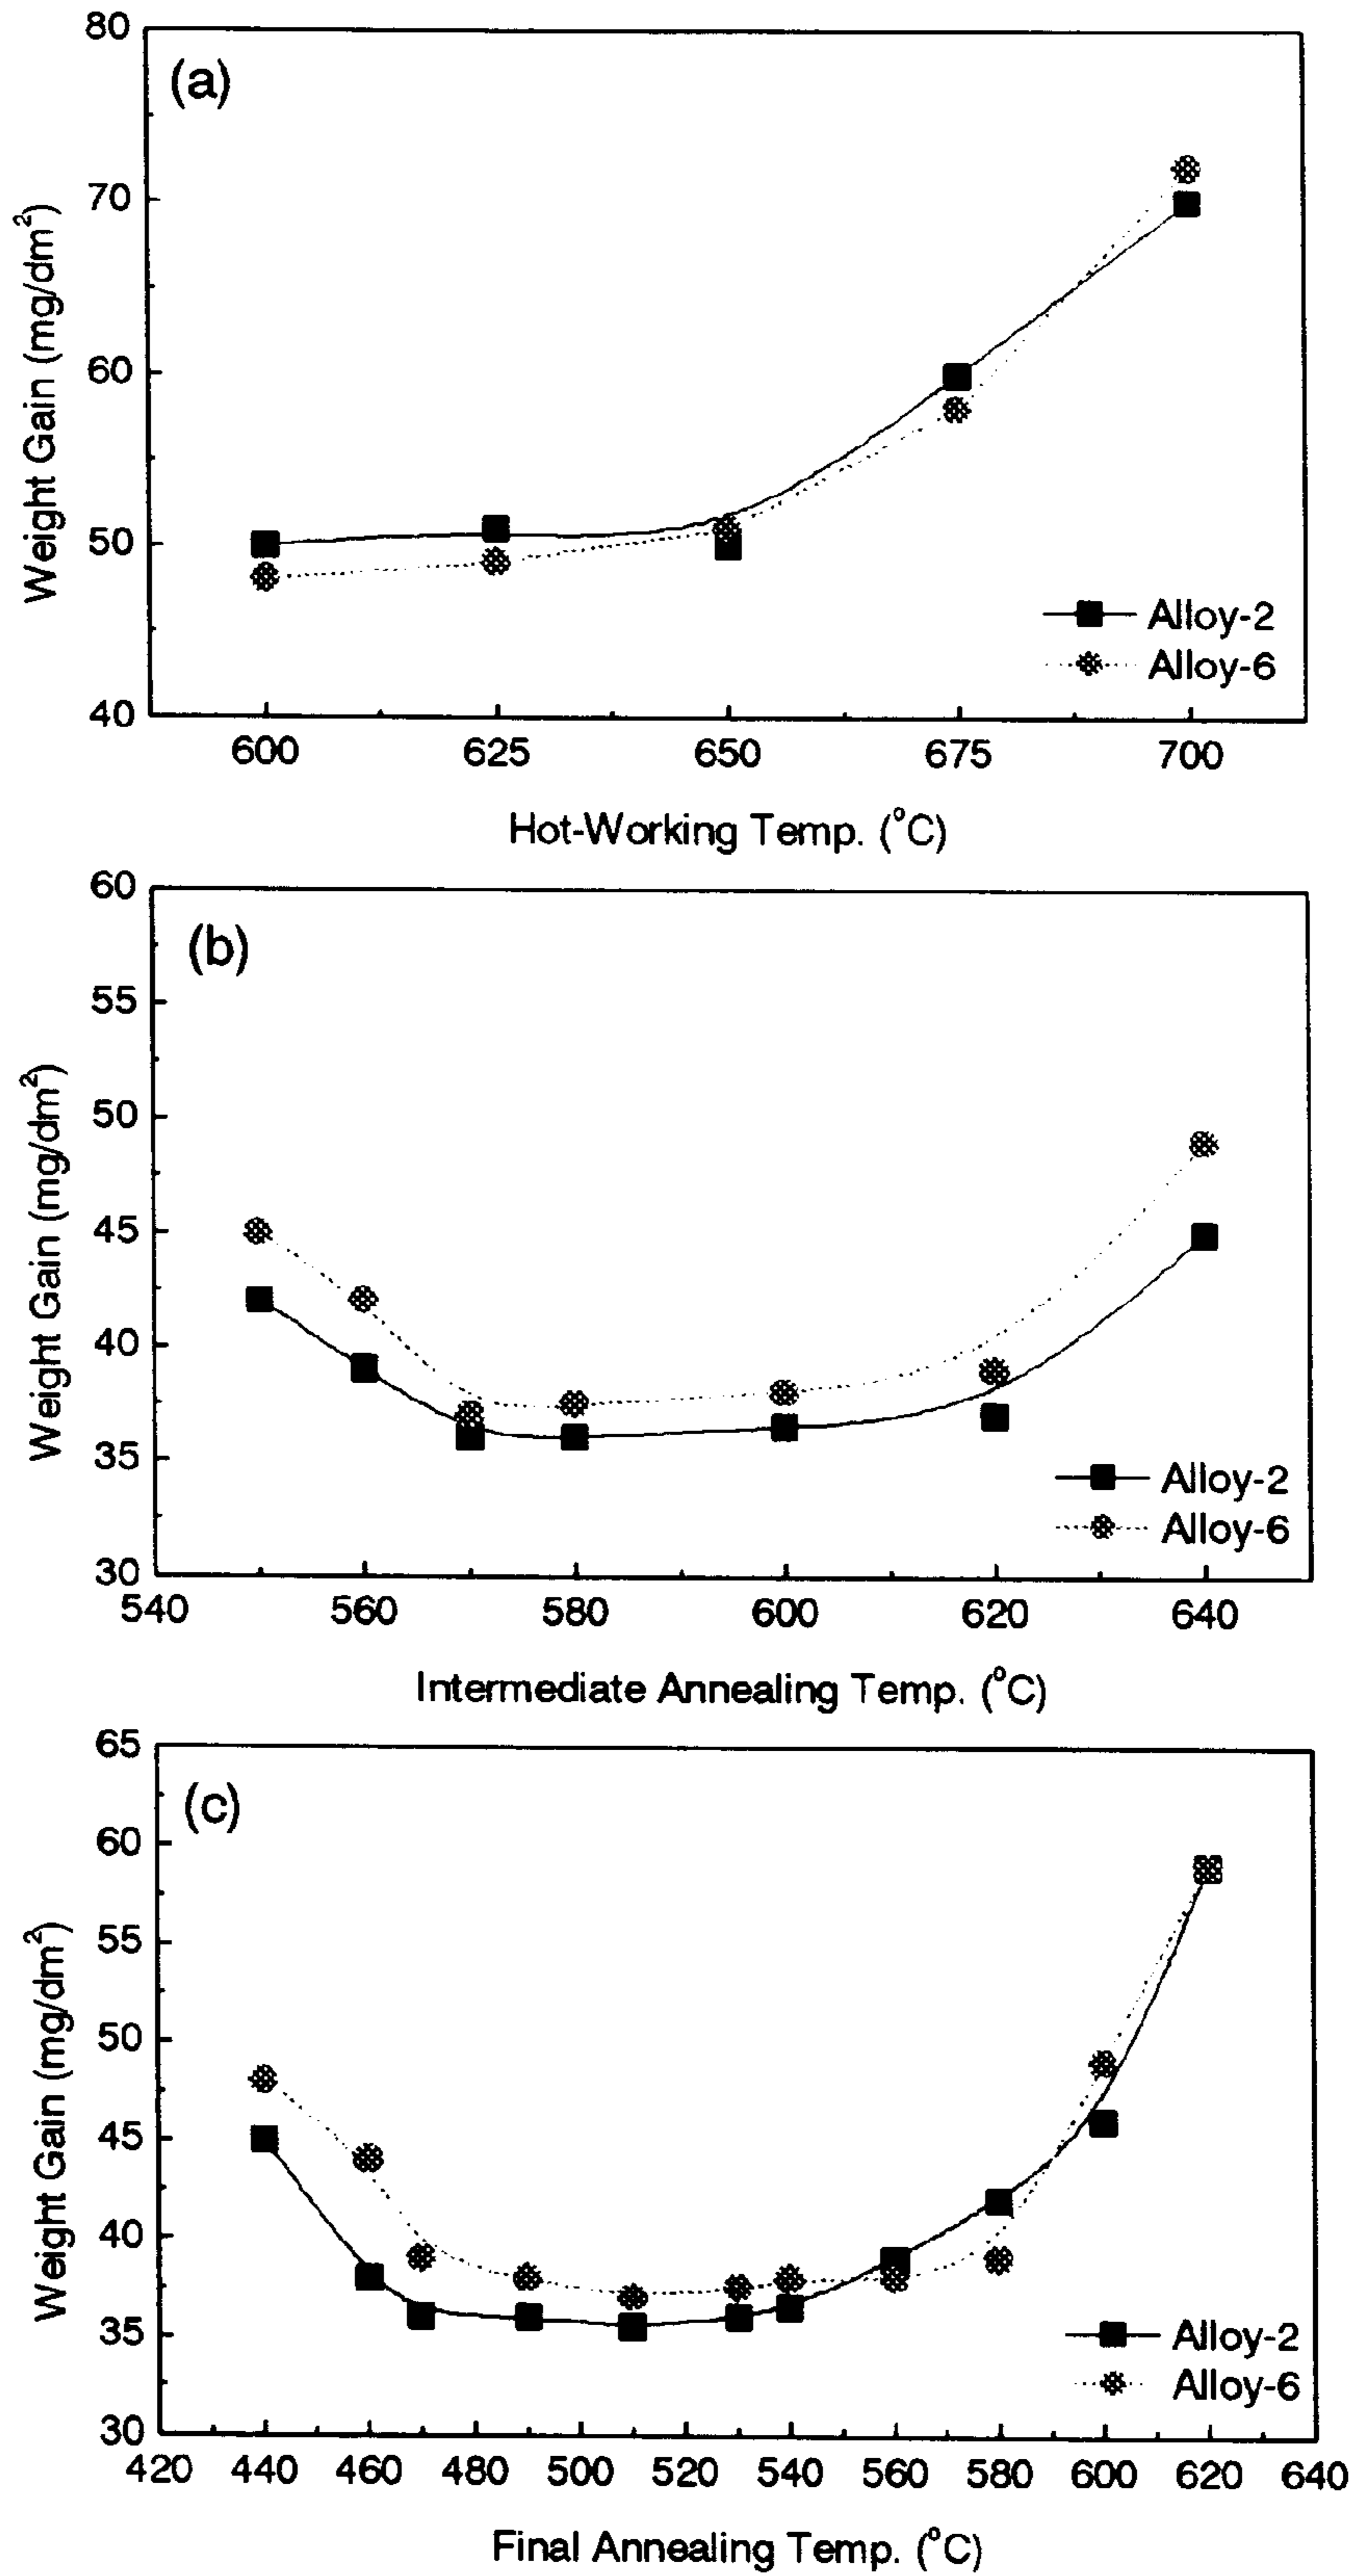 (a)
80
70
60
50
40
Weight Gain (mg/dm²)
Alloy-2
Alloy-6
600 625 650 675 700
Hot-Working Temp. (°C)
(b)
60
55
50
45
40
35
30
Weight Gain (mg/dm²)
Alloy-2
Alloy-6
540 560 580 600 620 640
Intermediate Annealing Temp. (°C)
(c)
65
60
55
50
45
40
35
30
Weight Gain (mg/dm²)
Alloy-2
Alloy-6
420 440 460 480 500 520 540 560 580 600 620 640
Final Annealing Temp. (°C)